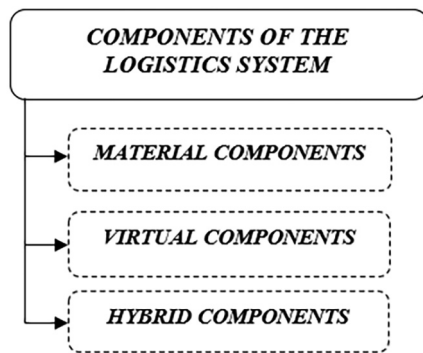 COMPONENTS OF THE
LOGISTICS SYSTEM
MATERIAL COMPONENTS
VIRTUAL COMPONENTS
HYBRID COMPONENTS